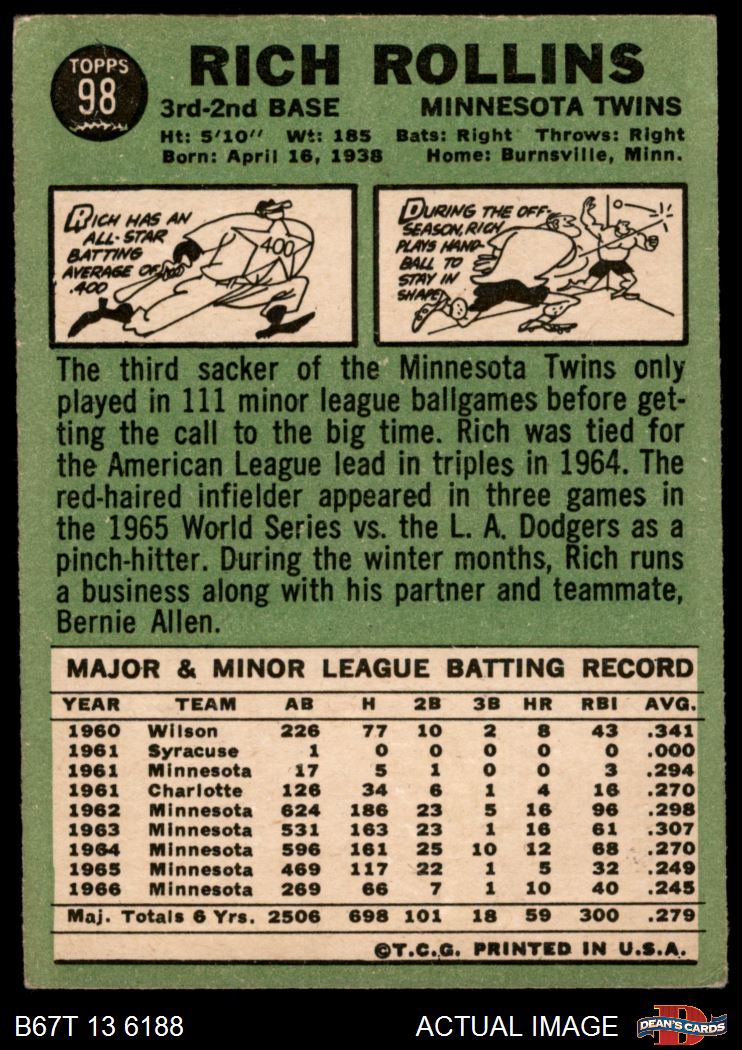 TOPPS
98
RICH ROLLINS
3rd-2nd BASE MINNESOTA TWINS
Ht: 5'10" Wt: 185 Bats: Right Throws: Right
Born: April 16, 1938 Home: Burnsville, Minn.
RICH HAS AN
ALL-STAR
BATTING
AVERAGE OF
.400
400
DURING THE OFF-
SEASON, RICH
PLAYS HAND-
BALL TO
STAY IN
SHAPE
The third sacker of the Minnesota Twins only
played in 111 minor league ballgames before get-
ting the call to the big time. Rich was tied for
the American League lead in triples in 1964. The
red-haired infielder appeared in three games in
the 1965 World Series vs. the L. A. Dodgers as a
pinch-hitter. During the winter months, Rich runs
a business along with his partner and teammate,
Bernie Allen.
MAJOR & MINOR LEAGUE BATTING RECORD
YEAR TEAM AB H 2B 3B HR RBI AVG.
1960 Wilson 226 77 10 2 8 43 .341
1961 Syracuse 1 0 0 0 0 0 .000
1961 Minnesota 17 5 1 0 0 3 .294
1961 Charlotte 126 34 6 1 4 16 .270
1962 Minnesota 624 186 23 5 16 96 .298
1963 Minnesota 531 163 23 1 16 61 .307
1964 Minnesota 596 161 25 10 12 68 .270
1965 Minnesota 469 117 22 1 5 32 .249
1966 Minnesota 269 66 7 1 10 40 .245
Maj. Totals 6 Yrs. 2506 698 101 18 59 300 .279
©T.C.G. PRINTED IN U.S.A.
B67T 13 6188 ACTUAL IMAGE DEAN'S CARDS